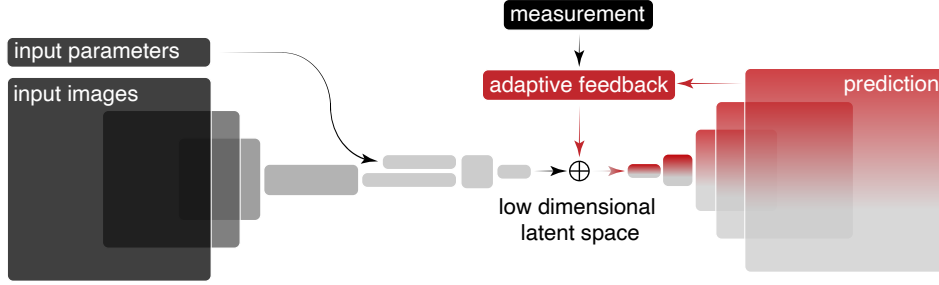 measurement
input parameters
input images
adaptive feedback
prediction
low dimensional
latent space